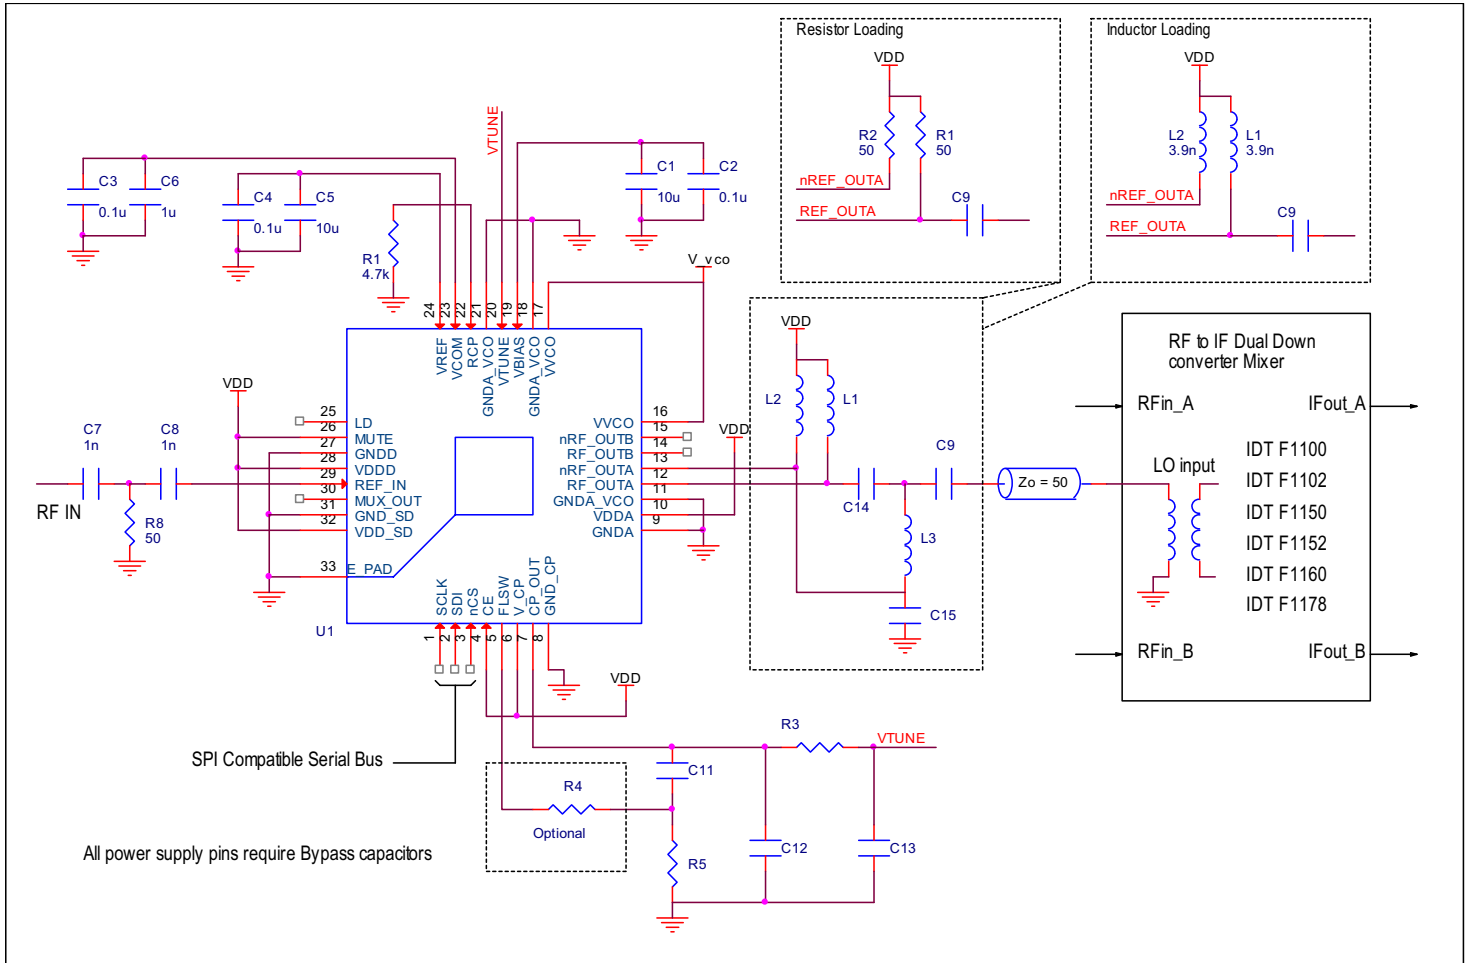 Resistor Loading
VDD
R2
50
R1
50
nREF_OUTA
REF_OUTA
C9
Inductor Loading
VDD
L2
3.9n
L1
3.9n
nREF_OUTA
REF_OUTA
C9
VTUNE
C3
0.1u
C6
1u
C4
0.1u
C5
10u
R1
4.7k
C1
10u
C2
0.1u
V_vco
24
23
22
21
20
19
18
17
VREF
VCOM
RCP
GNDA_VCO
VTUNE
VBIAS
GNDA_VCO
VVCO
VDD
25
26
27
28
29
30
31
32
33
LD
MUTE
GNDD
VDDD
REF_IN
MUX_OUT
GND_SD
VDD_SD
E_PAD
C7
1n
C8
1n
RF IN
R8
50
VVCO
nRF_OUTB
RF_OUTB
nRF_OUTA
RF_OUTA
GNDA_VCO
VDDA
GNDA
16
15
14
13
12
11
10
9
VDD
SCLK
SDI
nCS
CE
FLSW
V_CP
CP_OUT
GND_CP
1
2
3
4
5
6
7
8
U1
VDD
SPI Compatible Serial Bus
VDD
L2
L1
C14
C9
L3
C15
Zo = 50
RF to IF Dual Down
converter Mixer
RFin_A
IFout_A
LO input
IDT F1100
IDT F1102
IDT F1150
IDT F1152
IDT F1160
IDT F1178
RFin_B
IFout_B
R3
VTUNE
C11
R4
Optional
R5
C12
C13
All power supply pins require Bypass capacitors